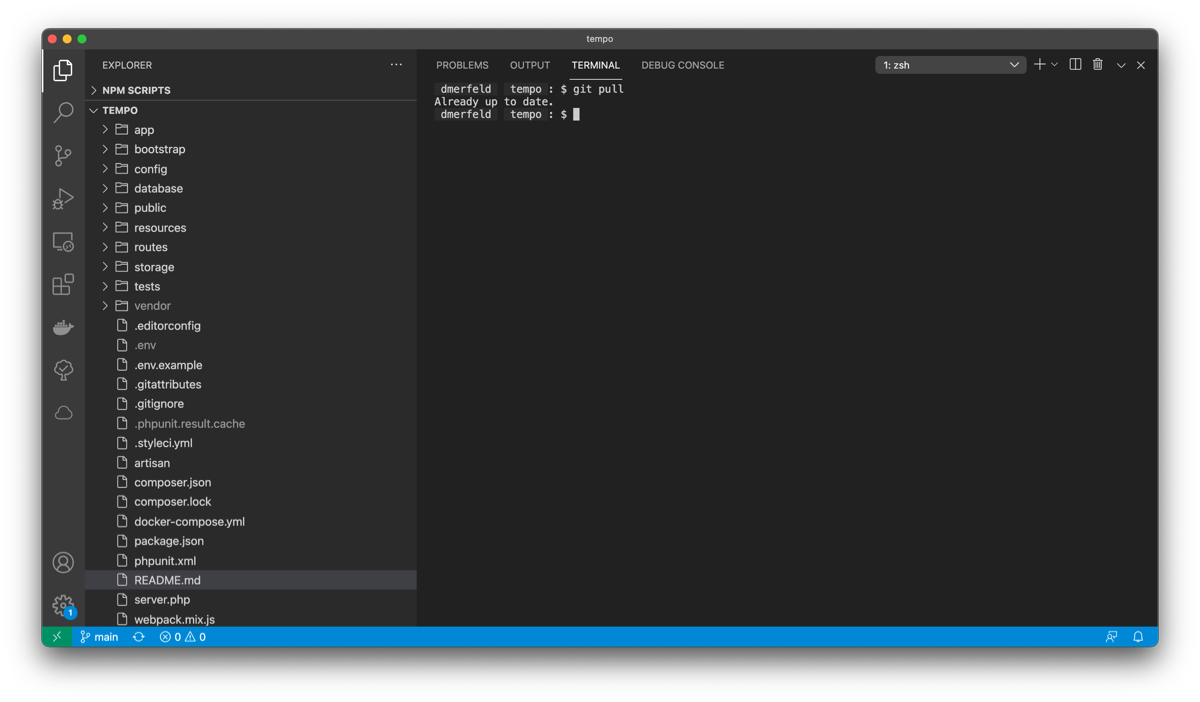 tempo
EXPLORER
NPM SCRIPTS
TEMPO
app
bootstrap
config
database
public
resources
routes
storage
tests
vendor
.editorconfig
.env
.env.example
.gitattributes
.gitignore
.phpunit.result.cache
.styleci.yml
artisan
composer.json
composer.lock
docker-compose.yml
package.json
phpunit.xml
README.md
server.php
webpack.mix.js
PROBLEMS OUTPUT TERMINAL DEBUG CONSOLE 1: zsh
dmerfeld tempo : $ git pull
Already up to date.
dmerfeld tempo : $
1
main 0 0